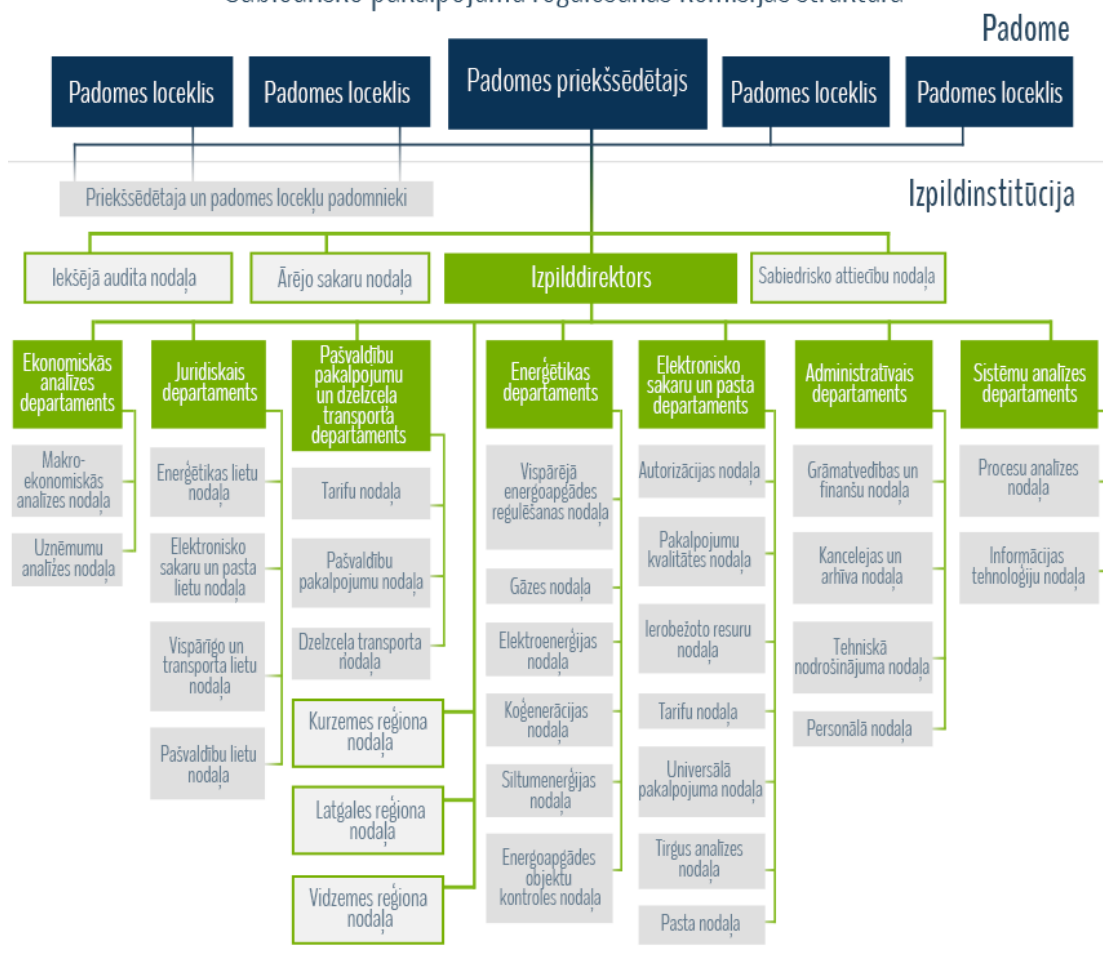 Padome
Padomes loceklis
Padomes loceklis
Padomes priekšsēdētajs
Padomes loceklis
Padomes loceklis
Priekšsēdētaja un padomes locekļu padomnieki
Izpildinstitūcija
Iekšējā audita nodaļa
Ārējo sakaru nodaļa
Izpilddirektors
Sabiedrisko attiecību nodaļa
Ekonomiskās
analīzes
departaments
Makro-
ekonomiskās
analīzes nodaļa
Uzņēmumu
analīzes nodaļa
Juridiskais
departaments
Enerģētikas lietu
nodaļa
Elektronisko
sakaru un pasta
lietu nodaļa
Vispārīgo un
transporta lietu
nodaļa
Pašvaldību lietu
nodaļa
Pašvaldību
pakalpojumu
un dzelzceļa
transporta
departaments
Tarifu nodaļa
Pašvaldību
pakalpojumu nodaļa
Dzelzceļa transporta
nodaļa
Kurzemes reģiona
nodaļa
Latgales reģiona
nodaļa
Vidzemes reģiona
nodaļa
Enerģētikas
departaments
Vispārējā
energoapgādes
regulēšanas nodaļa
Gāzes nodaļa
Elektroenerģijas
nodaļa
Koģenerācijas
nodaļa
Siltumenerģijas
nodaļa
Energoapgādes
objektu
kontroles nodaļa
Elektronisko
sakaru un pasta
departaments
Autorizācijas nodaļa
Pakalpojumu
kvalitātes nodaļa
Ierobežoto resuru
nodaļa
Tarifu nodaļa
Universālā
pakalpojuma nodaļa
Tirgus analīzes
nodaļa
Pasta nodaļa
Administratīvais
departaments
Grāmatvedības un
finanšu nodaļa
Kancelejas un
arhīva nodaļa
Tehniskā
nodrošinājuma nodaļa
Personālā nodaļa
Sistēmu analīzes
departaments
Procesu analīzes
nodaļa
Informācijas
tehnoloģiju nodaļa